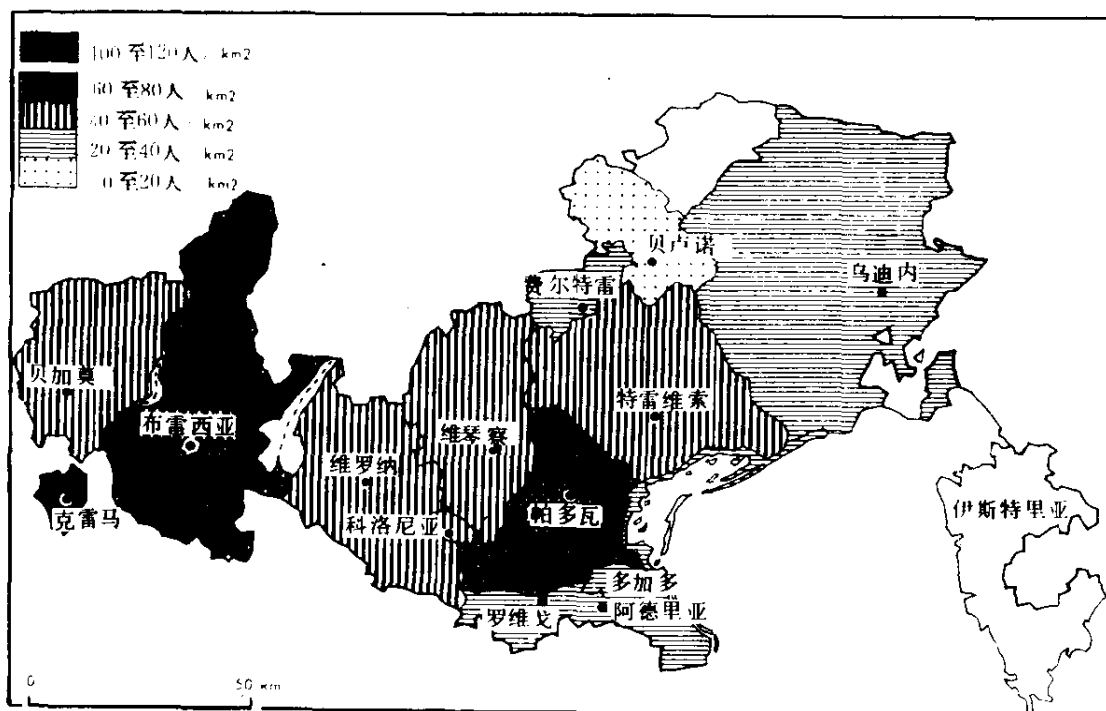 100至120人 km2
60至80人 km2
40至60人 km2
20至40人 km2
0至20人 km2
贝卢诺
费尔特雷
乌迪内
贝加莫
特雷维索
布雷西亚
维琴察
维罗纳
克雷马
帕多瓦
伊斯特里亚
科洛尼亚
多加多
罗维戈
阿德里亚
0 50 km